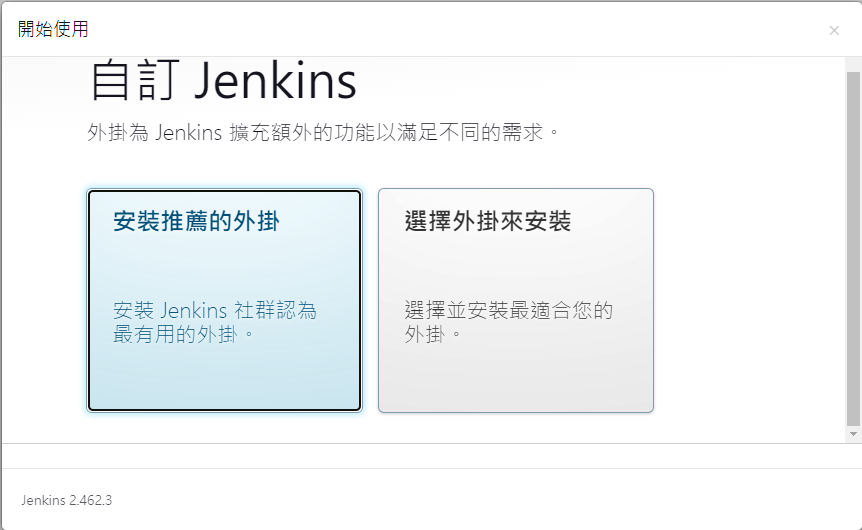 開始使用
×
自訂 Jenkins
外掛為 Jenkins 擴充額外的功能以滿足不同的需求。
安裝推薦的外掛
安裝 Jenkins 社群認為
最有用的外掛。
選擇外掛來安裝
選擇並安裝最適合您的
外掛。
Jenkins 2.462.3